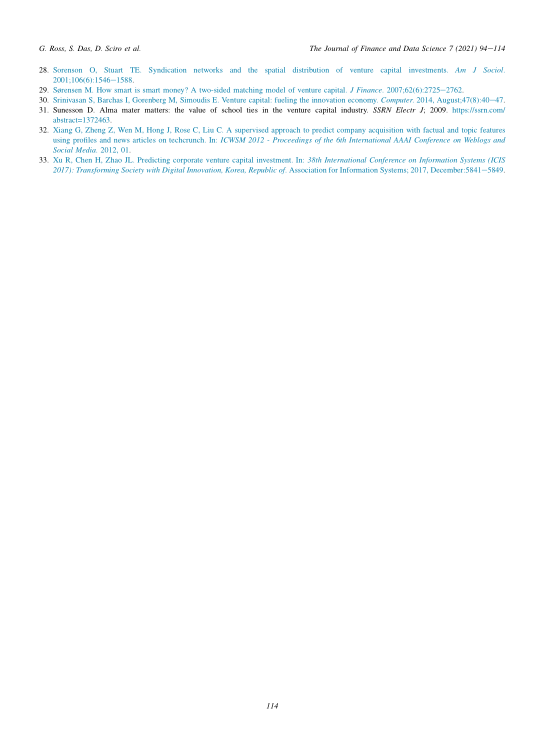 G. Ross, S. Das, D. Sciro et al.
The Journal of Finance and Data Science 7 (2021) 94–114
28. Sorenson O, Stuart TE. Syndication networks and the spatial distribution of venture capital investments. Am J Sociol.
2001;106(6):1546–1588.
29. Sørensen M. How smart is smart money? A two-sided matching model of venture capital. J Finance. 2007;62(6):2725–2762.
30. Srinivasan S, Barchas I, Gorenberg M, Simoudis E. Venture capital: fueling the innovation economy. Computer. 2014, August;47(8):40–47.
31. Sunesson D. Alma mater matters: the value of school ties in the venture capital industry. SSRN Electr J; 2009. https://ssrn.com/
abstract=1372463.
32. Xiang G, Zheng Z, Wen M, Hong J, Rose C, Liu C. A supervised approach to predict company acquisition with factual and topic features
using profiles and news articles on techcrunch. In: ICWSM 2012 - Proceedings of the 6th International AAAI Conference on Weblogs and
Social Media. 2012, 01.
33. Xu R, Chen H, Zhao JL. Predicting corporate venture capital investment. In: 38th International Conference on Information Systems (ICIS
2017): Transforming Society with Digital Innovation, Korea, Republic of. Association for Information Systems; 2017, December:5841–5849.
114